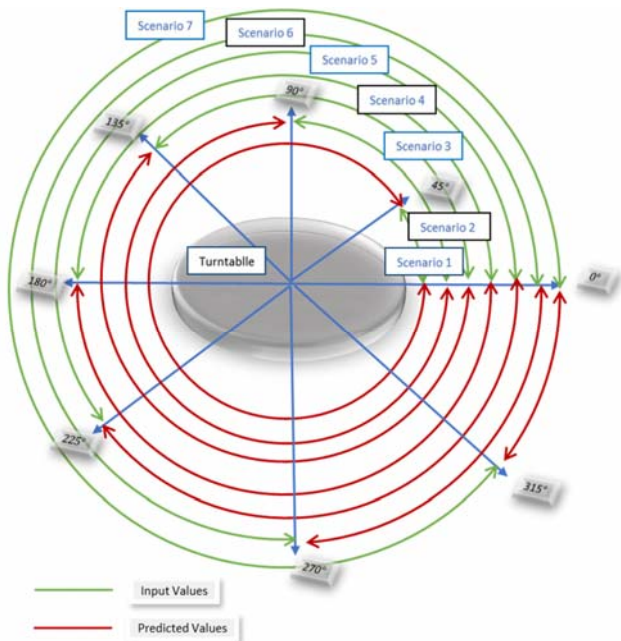 Scenario 7
Scenario 6
Scenario 5
Scenario 4
Scenario 3
Scenario 2
Scenario 1
90°
135°
45°
Turntablle
180°
0°
225°
315°
270°
Input Values
Predicted Values